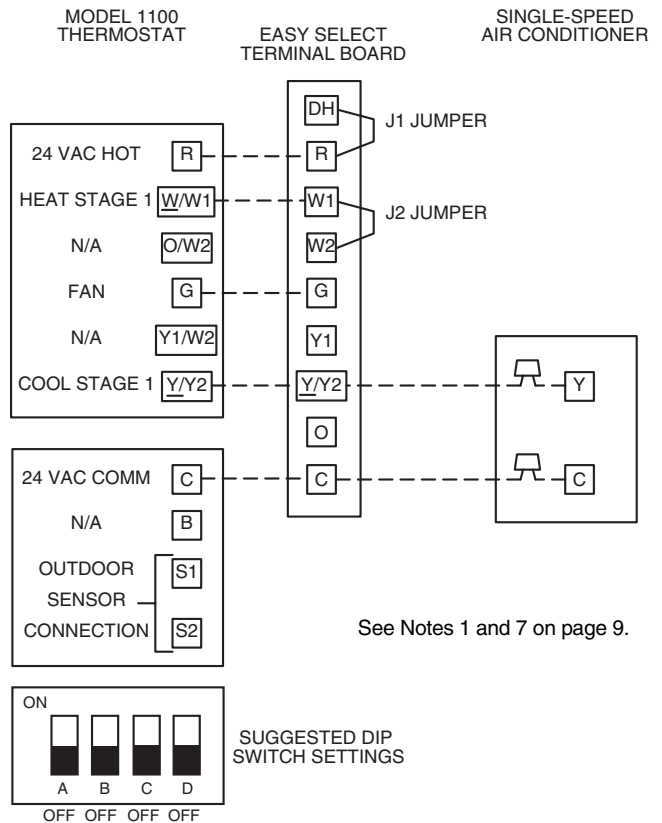 MODEL 1100
THERMOSTAT
EASY SELECT
TERMINAL BOARD
SINGLE-SPEED
AIR CONDITIONER
DH
J1 JUMPER
24 VAC HOT R R
HEAT STAGE 1 W/W1 W1
J2 JUMPER
N/A O/W2 W2
FAN G G
N/A Y1/W2 Y1
COOL STAGE 1 Y/Y2 Y/Y2 Y
O
24 VAC COMM C C C
N/A B
OUTDOOR S1
SENSOR
CONNECTION S2
See Notes 1 and 7 on page 9.
ON
SUGGESTED DIP
SWITCH SETTINGS
A B C D
OFF OFF OFF OFF